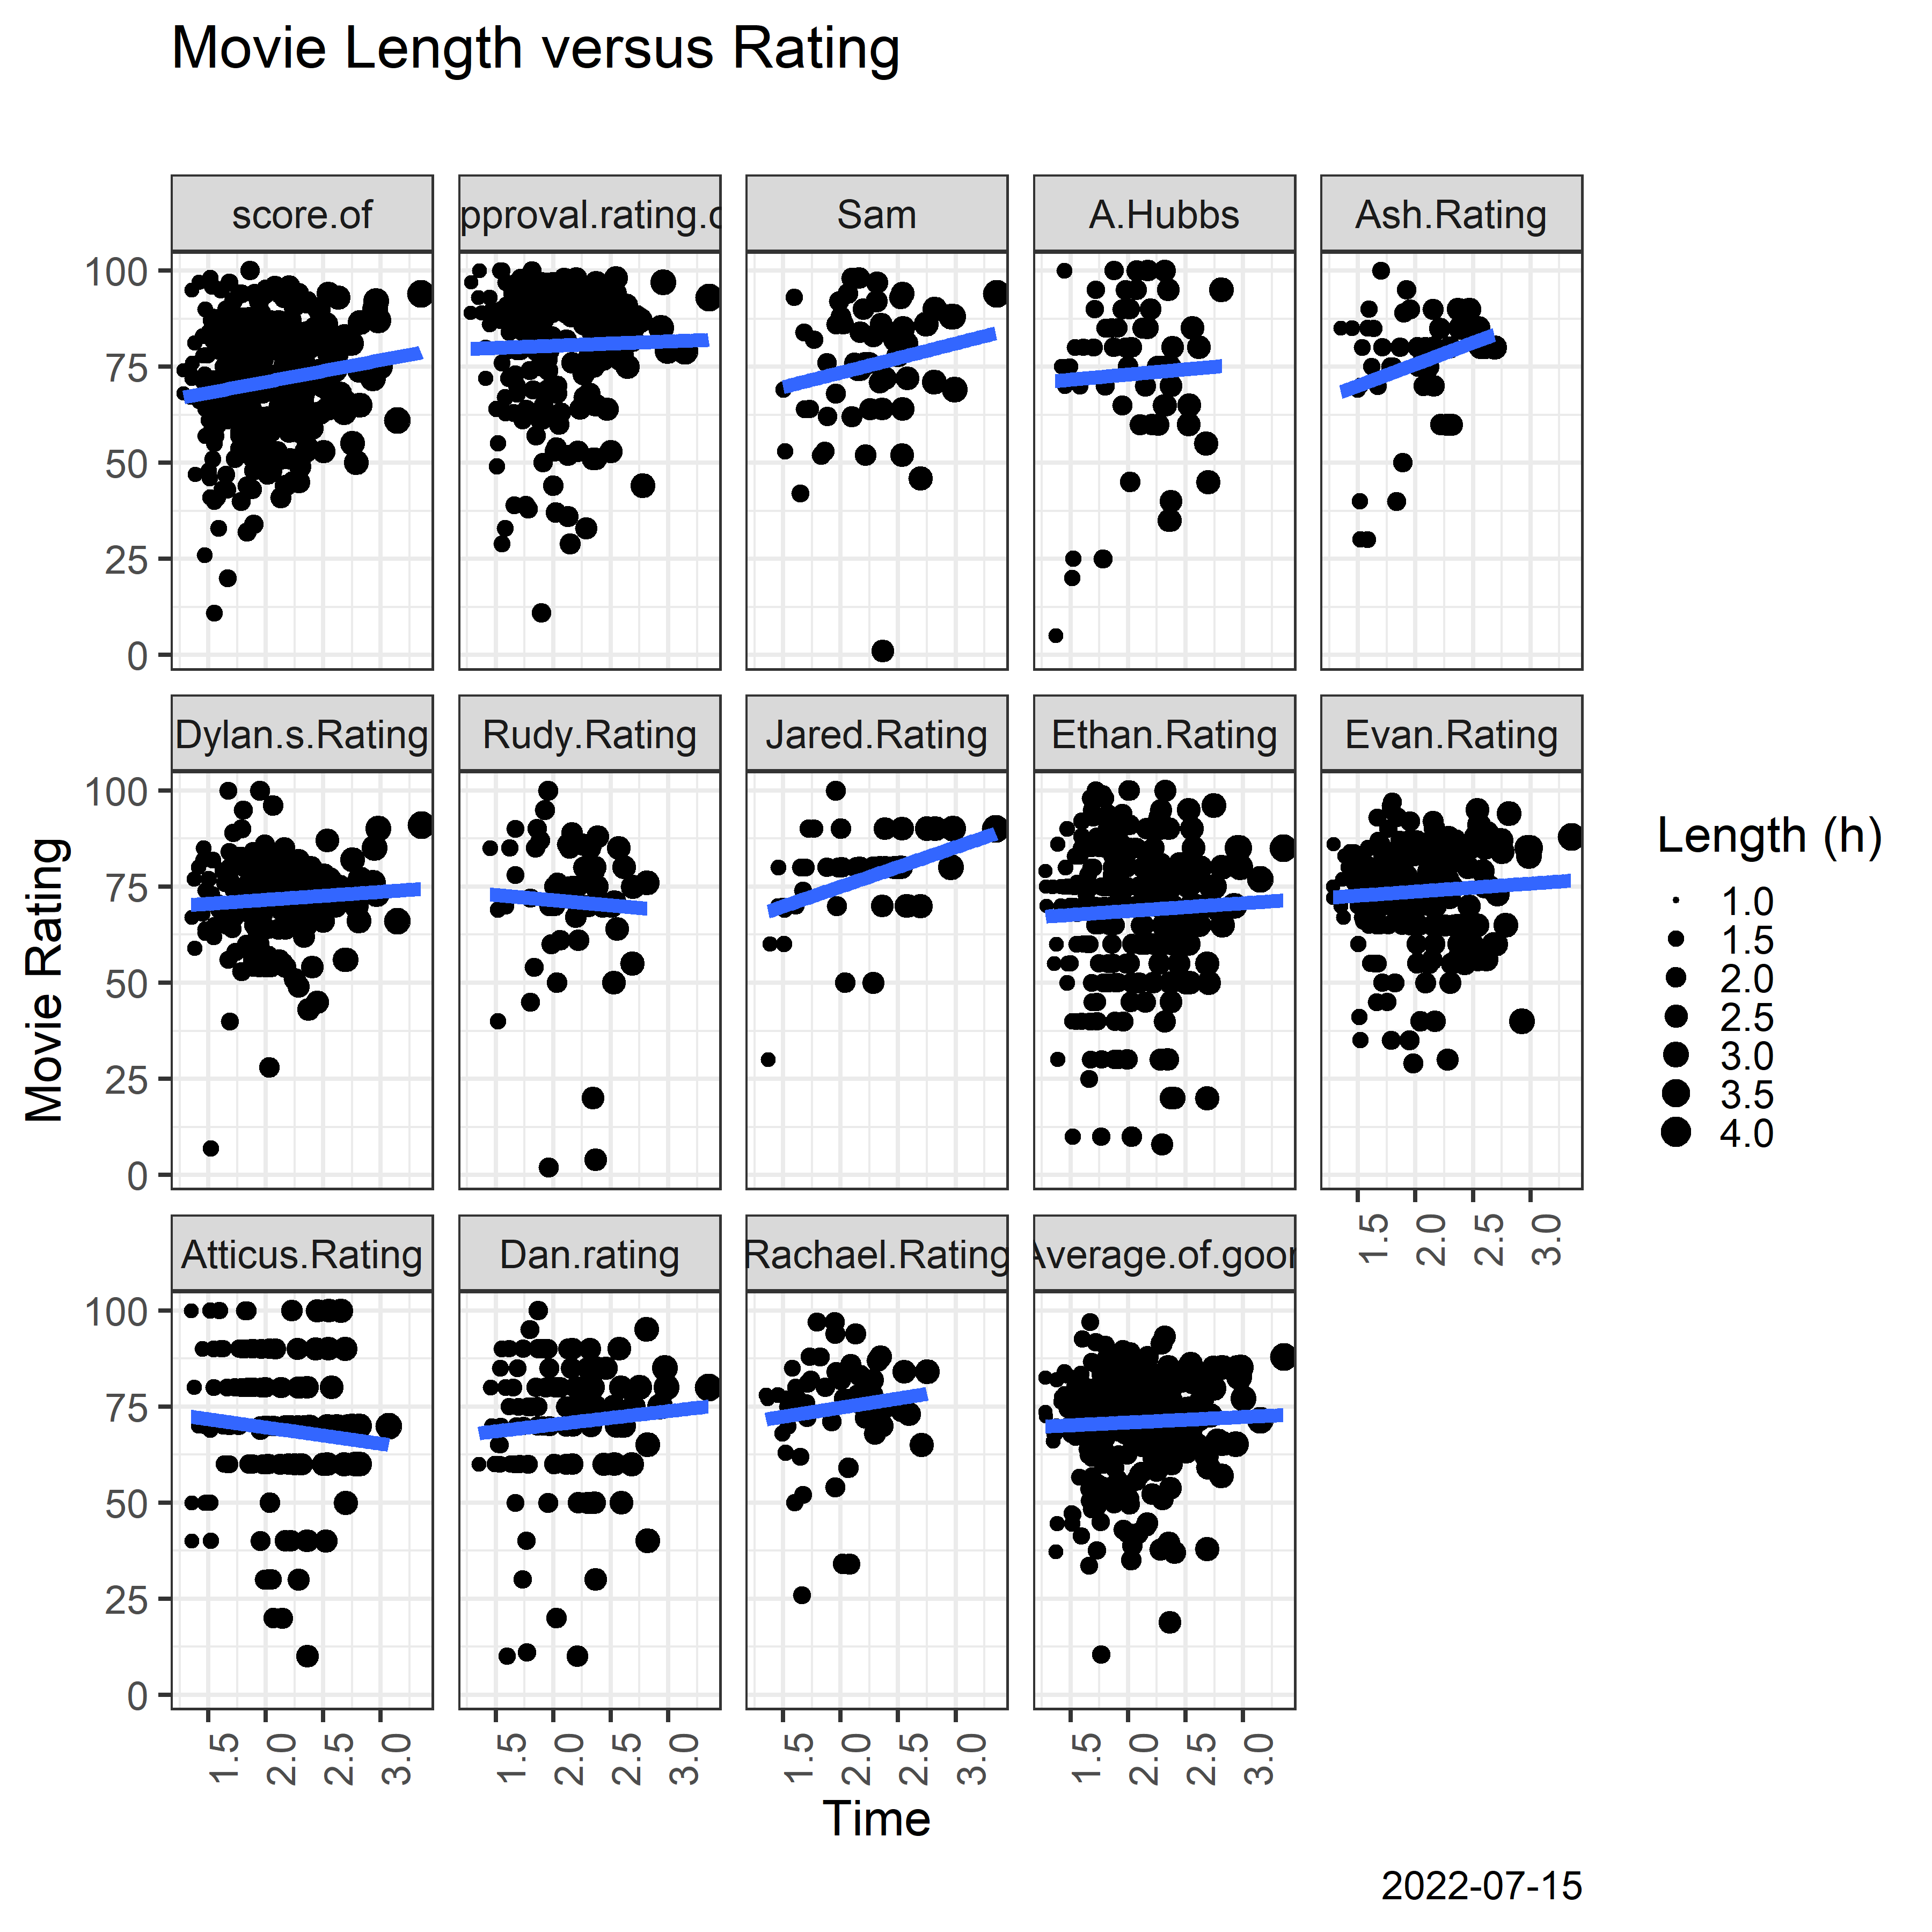 Movie Length versus Rating
score.of
pproval.rating.c
Sam
A.Hubbs
Ash.Rating
100
75
50
25
0
Dylan.s.Rating
Rudy.Rating
Jared.Rating
Ethan.Rating
Evan.Rating
100
75
50
25
0
1.5
2.0
2.5
3.0
Atticus.Rating
Dan.rating
Rachael.Rating
Average.of.goon
100
75
50
25
0
1.5
2.0
2.5
3.0
1.5
2.0
2.5
3.0
1.5
2.0
2.5
3.0
1.5
2.0
2.5
3.0
Movie Rating
Time
Length (h)
1.0
1.5
2.0
2.5
3.0
3.5
4.0
2022-07-15